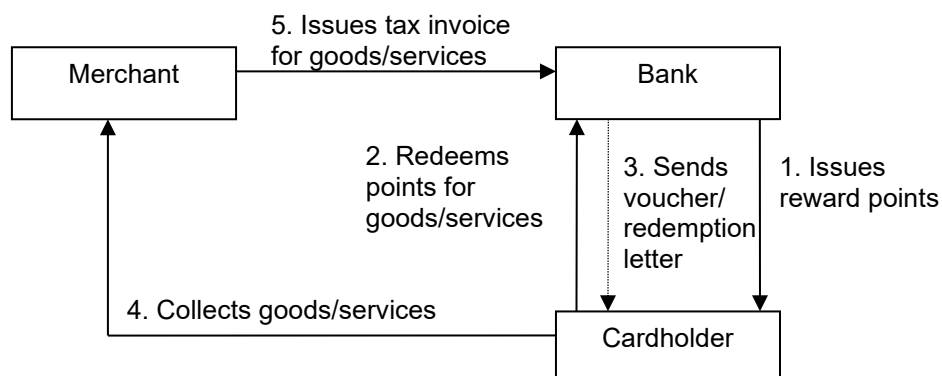 5. Issues tax invoice
for goods/services
Merchant
Bank
2. Redeems
points for
goods/services
3. Sends
voucher/
redemption
letter
1. Issues
reward points
4. Collects goods/services
Cardholder